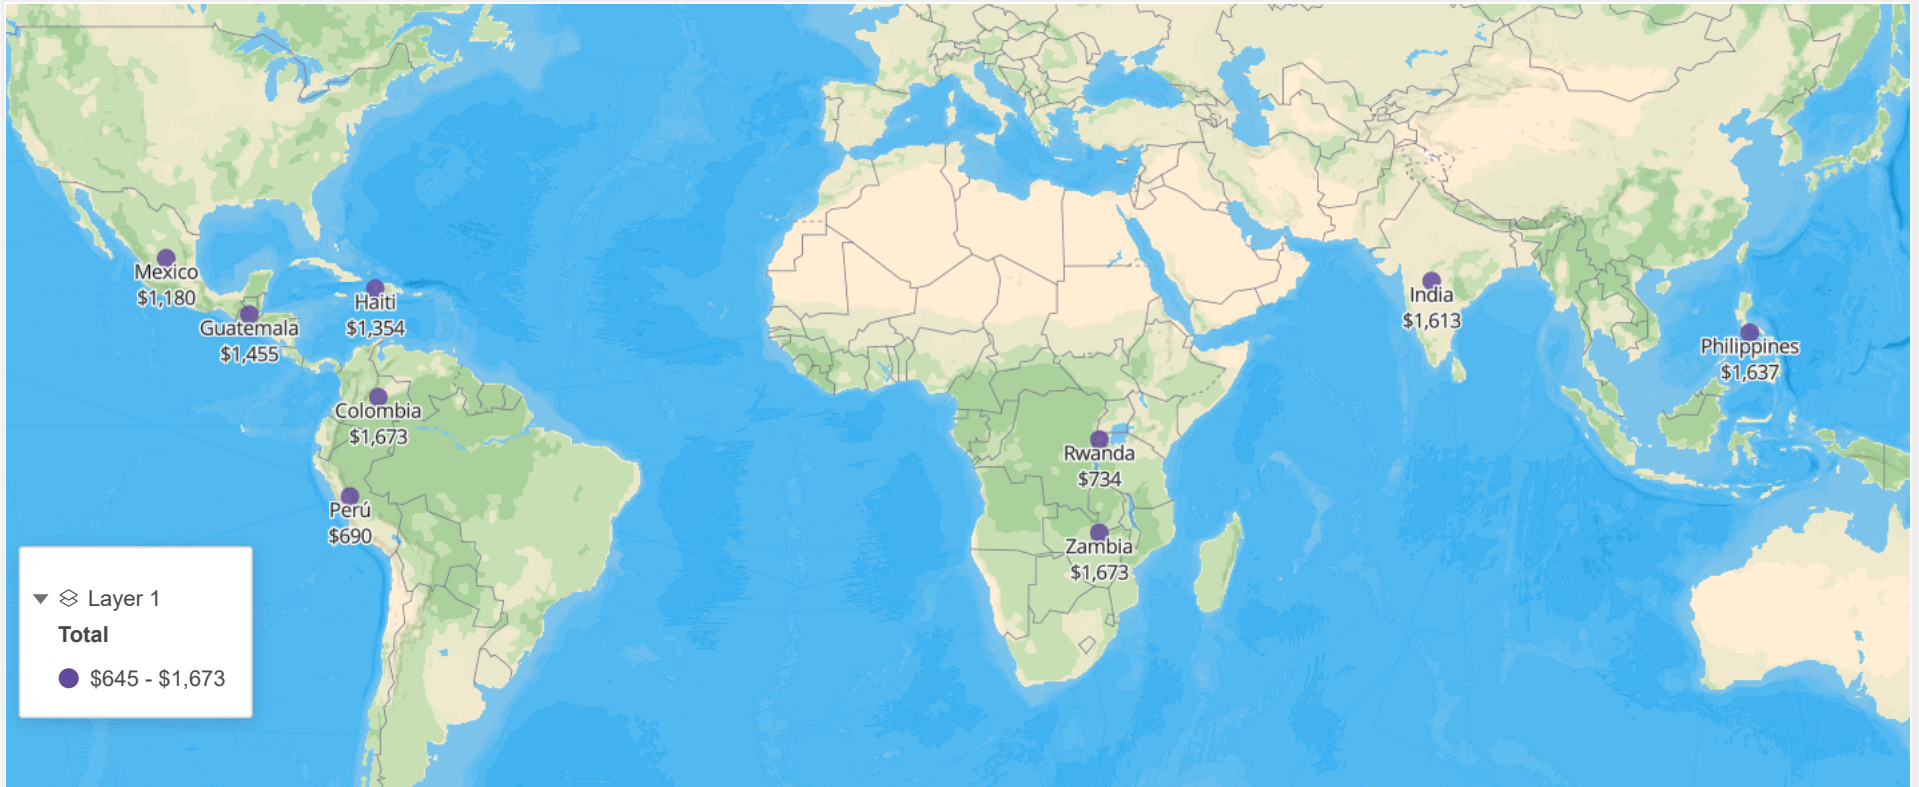 Mexico
$1,180
Guatemala
$1,455
Haiti
$1,354
Colombia
$1,673
Perú
$690
Rwanda
$734
Zambia
$1,673
India
$1,613
Philippines
$1,637
Layer 1
Total
$645 - $1,673